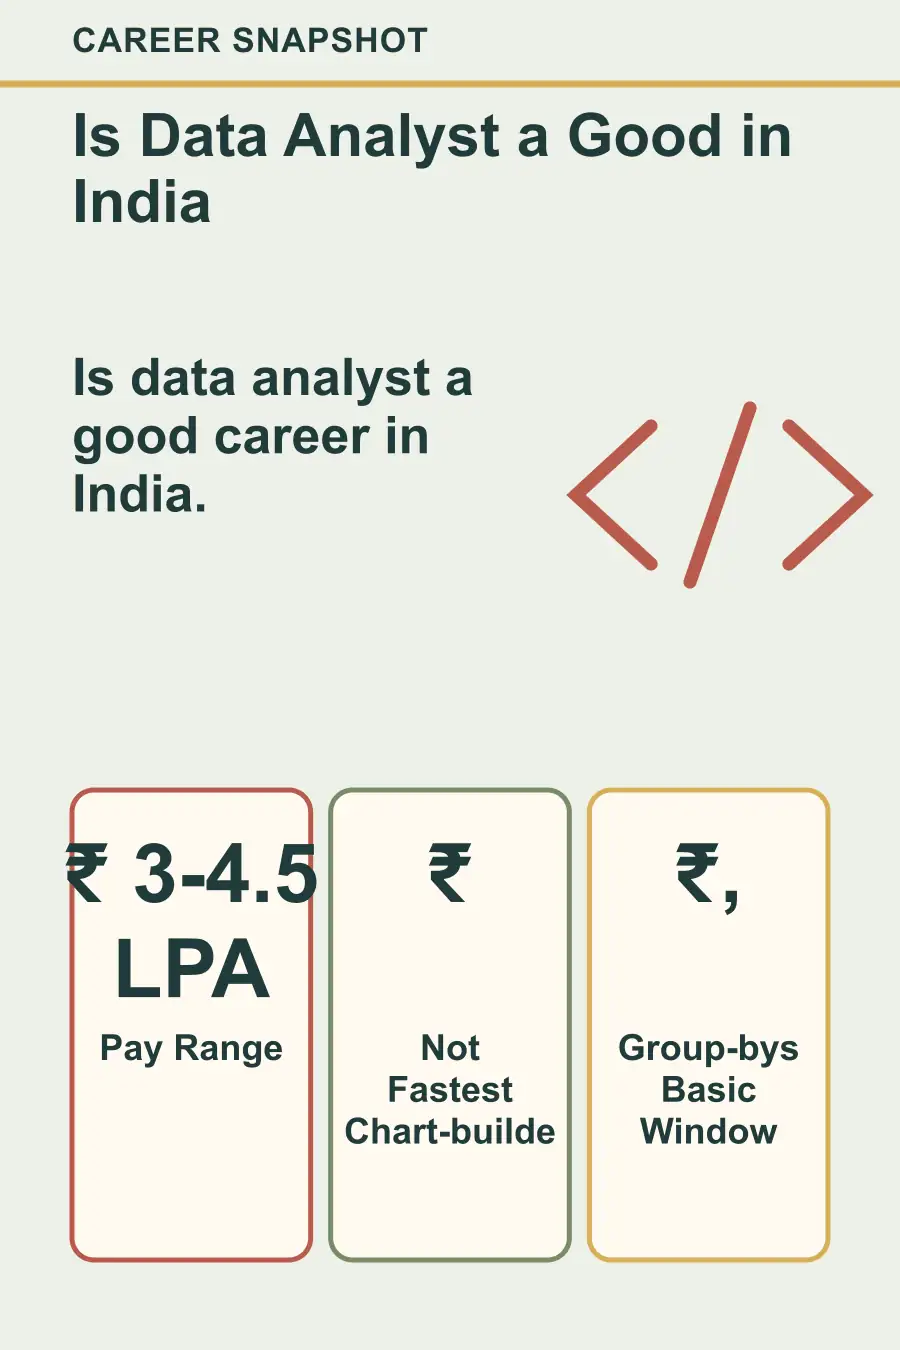 CAREER SNAPSHOT
Is Data Analyst a Good in
India
Is data analyst a
good career in
India.
₹ 3-4.5
LPA
Pay Range
₹
Not
Fastest
Chart-builde
₹,
Group-bys
Basic
Window